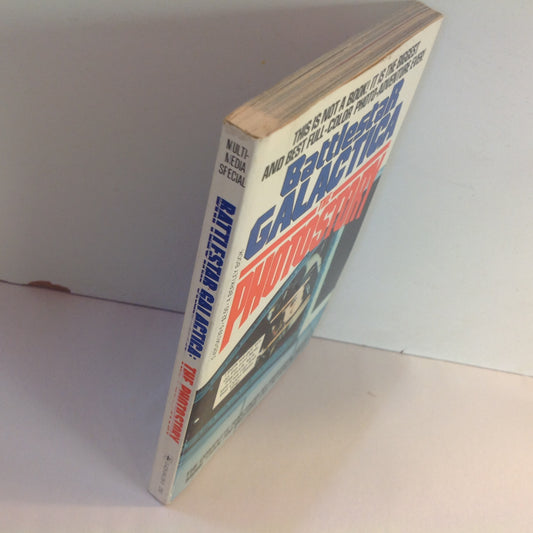 MULTI-
MEDIA
SPECIAL
BATTLESTAR GALACTICA:
THE PHOTOSTORY
THIS IS NOT A BOOK! IT IS THE BIGGEST
AND BEST FULL-COLOR PHOTO-ADVENTURE EVER!
BattlestaR
GALACTICA
PHOTOSTORY